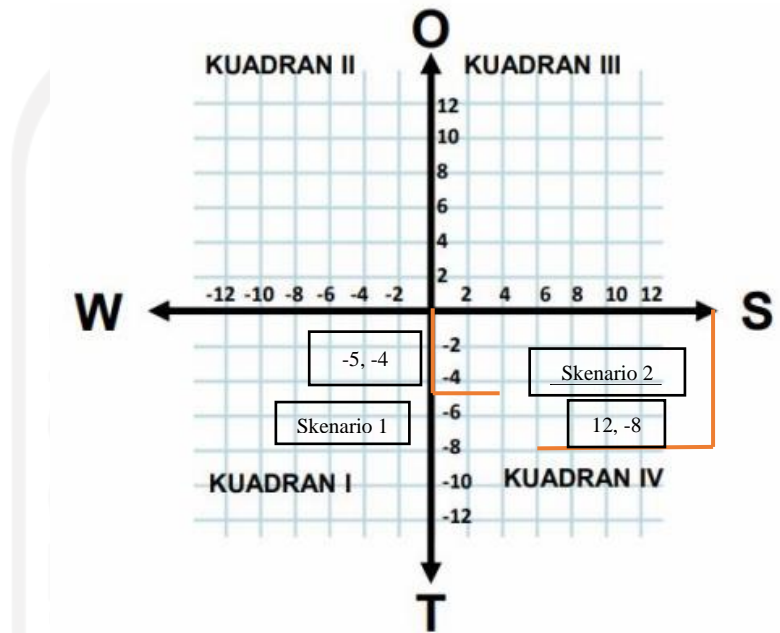 O
KUADRAN II KUADRAN III
12
10
8
6
4
2
W -12 -10 -8 -6 -4 -2 2 4 6 8 10 12 S
-2
-5, -4
-4
Skenario 2
-6
Skenario 1
12, -8
-8
KUADRAN I -10 KUADRAN IV
-12
T